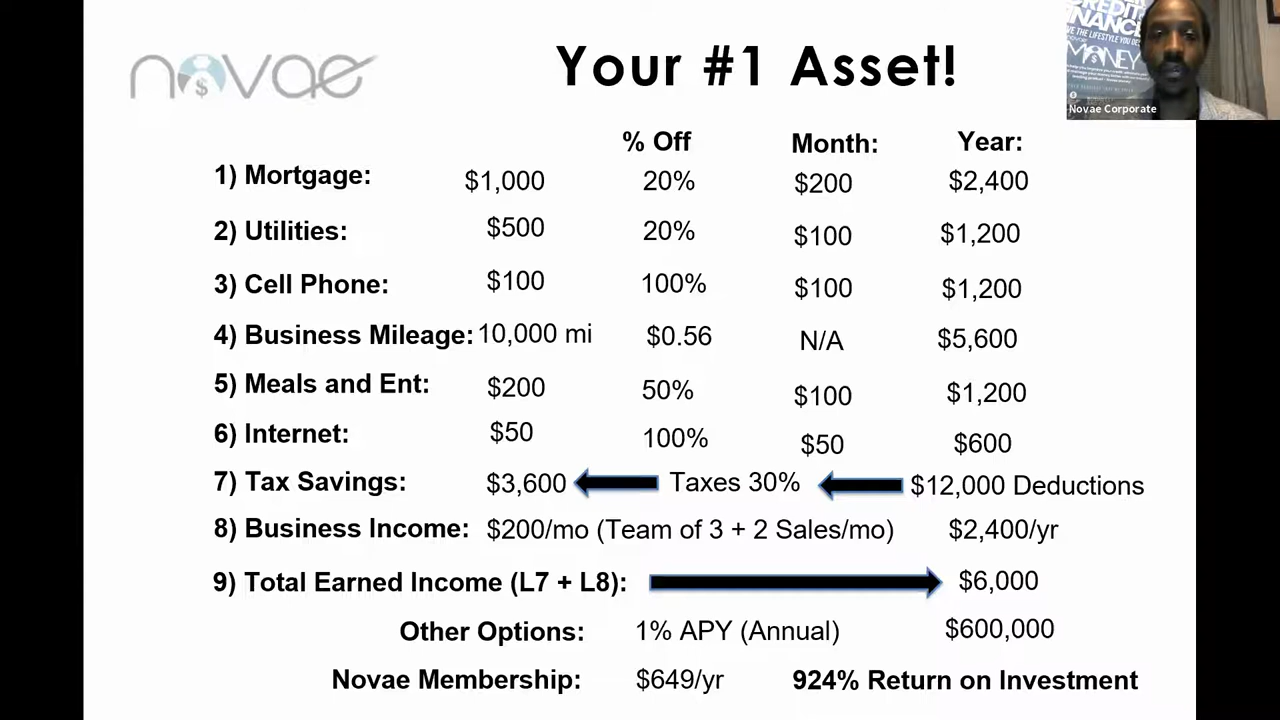 novae
Your #1 Asset!
CREDIT
FINANCE
MONEY
Novae Corporate
% Off Month: Year:
1) Mortgage: $1,000 20% $200 $2,400
2) Utilities: $500 20% $100 $1,200
3) Cell Phone: $100 100% $100 $1,200
4) Business Mileage: 10,000 mi $0.56 N/A $5,600
5) Meals and Ent: $200 50% $100 $1,200
6) Internet: $50 100% $50 $600
7) Tax Savings: $3,600 Taxes 30% $12,000 Deductions
8) Business Income: $200/mo (Team of 3 + 2 Sales/mo) $2,400/yr
9) Total Earned Income (L7 + L8): $6,000
Other Options: 1% APY (Annual) $600,000
Novae Membership: $649/yr 924% Return on Investment